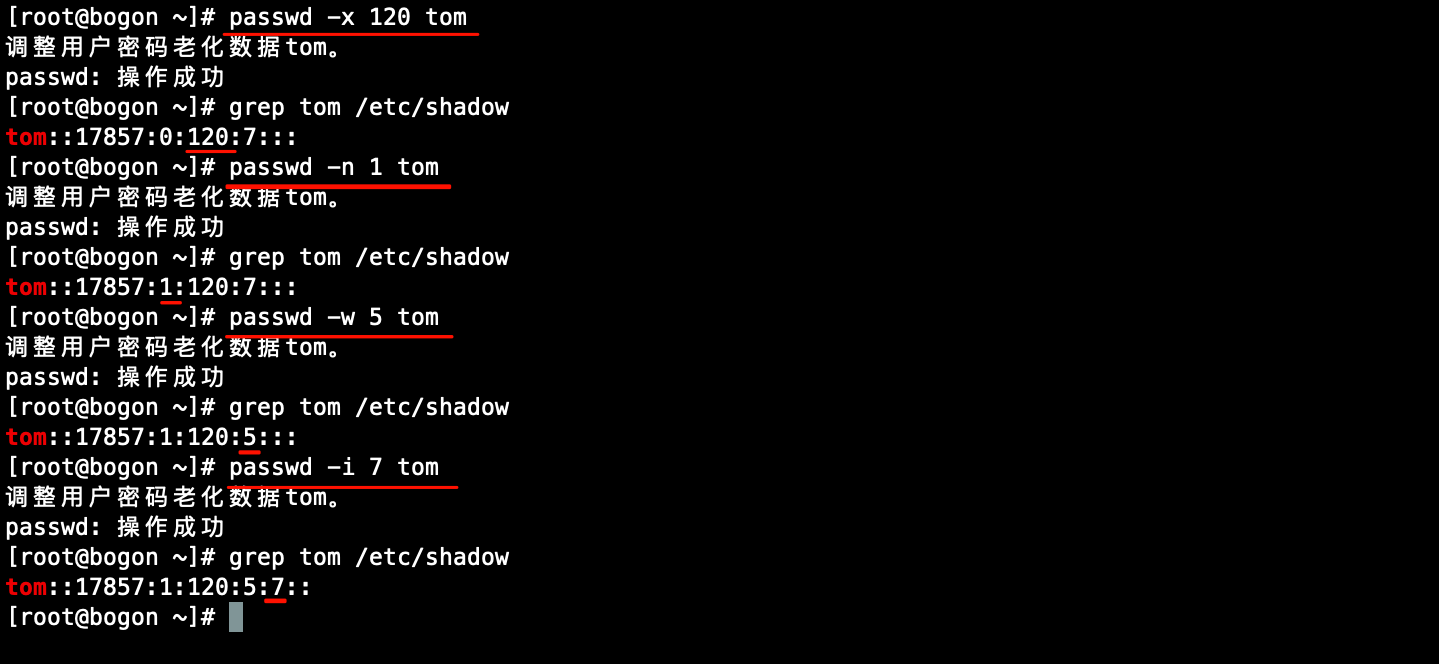 [root@bogon ~]# passwd -x 120 tom
调整用户密码老化数据tom。
passwd: 操作成功
[root@bogon ~]# grep tom /etc/shadow
tom::17857:0:120:7:::
[root@bogon ~]# passwd -n 1 tom
调整用户密码老化数据tom。
passwd: 操作成功
[root@bogon ~]# grep tom /etc/shadow
tom::17857:1:120:7:::
[root@bogon ~]# passwd -w 5 tom
调整用户密码老化数据tom。
passwd: 操作成功
[root@bogon ~]# grep tom /etc/shadow
tom::17857:1:120:5:::
[root@bogon ~]# passwd -i 7 tom
调整用户密码老化数据tom。
passwd: 操作成功
[root@bogon ~]# grep tom /etc/shadow
tom::17857:1:120:5:7::
[root@bogon ~]#